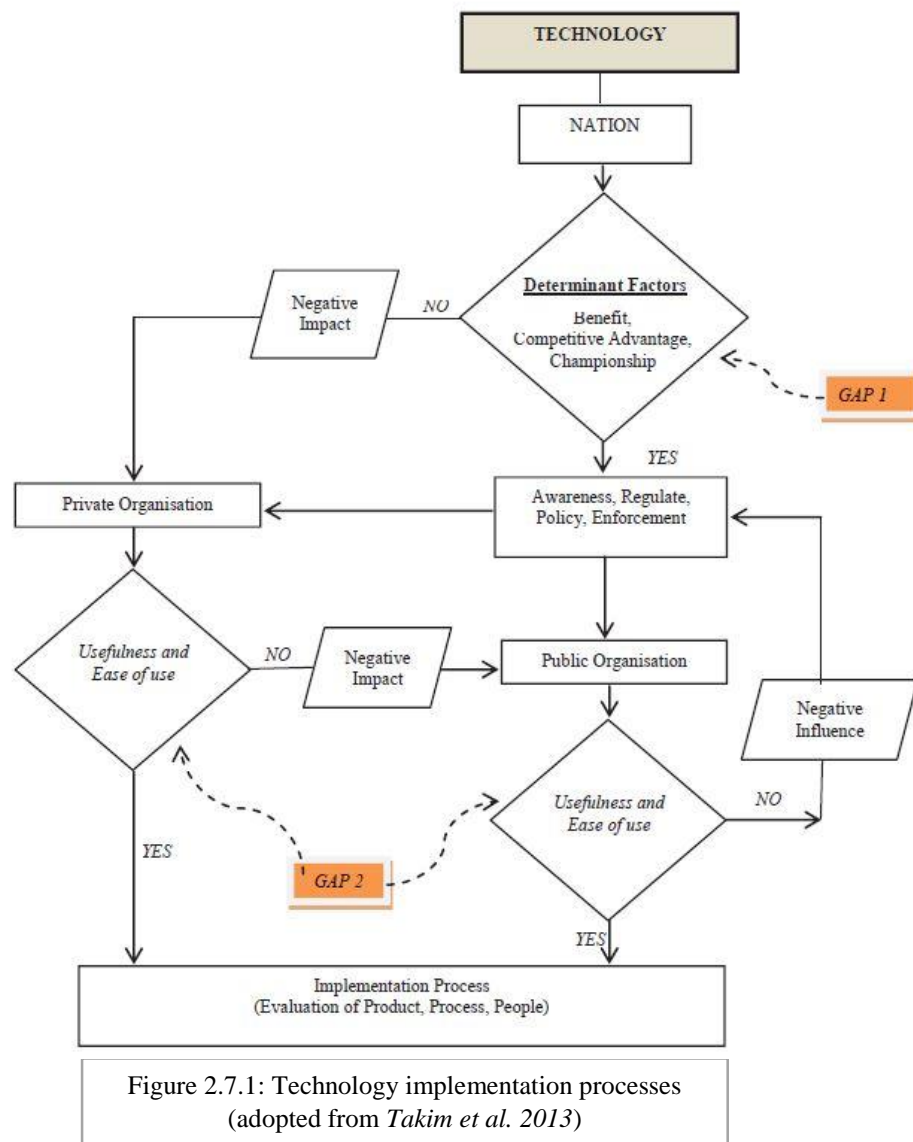 TECHNOLOGY
NATION
Determinant Factors
Benefit,
Competitive Advantage,
Championship
NO
Negative
Impact
GAP 1
YES
Private Organisation
Awareness, Regulate,
Policy, Enforcement
Usefulness and
Ease of use
NO
Negative
Impact
Public Organisation
Negative
Influence
Usefulness and
Ease of use
NO
YES
GAP 2
YES
Implementation Process
(Evaluation of Product, Process, People)
Figure 2.7.1: Technology implementation processes
(adopted from Takim et al. 2013)